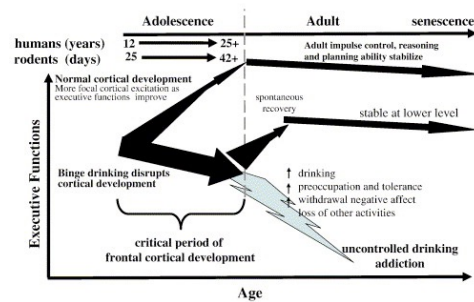 Adolescence Adult senescence
humans (years) 12 25+
rodents (days) 25 42+
Adult impulse control, reasoning
and planning ability stabilize
Normal cortical development
More focal cortical excitation as
executive functions improve
spontaneous
recovery
stable at lower level
Binge drinking disrupts
cortical development
drinking
preoccupation and tolerance
withdrawal negative affect
loss of other activities
critical period of
frontal cortical development
uncontrolled drinking
addiction
Executive Functions
Age